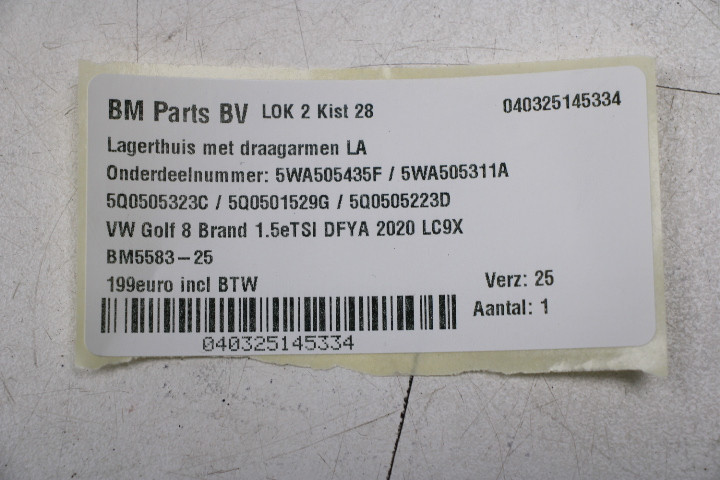 BM Parts BV LOK 2 Kist 28 040325145334
Lagerthuis met draagarmen LA
Onderdeelnummer: 5WA505435F / 5WA505311A
5Q0505323C / 5Q0501529G / 5Q0505223D
VW Golf 8 Brand 1.5eTSI DFYA 2020 LC9X
BM5583-25
199euro incl BTW Verz: 25
Aantal: 1
040325145334